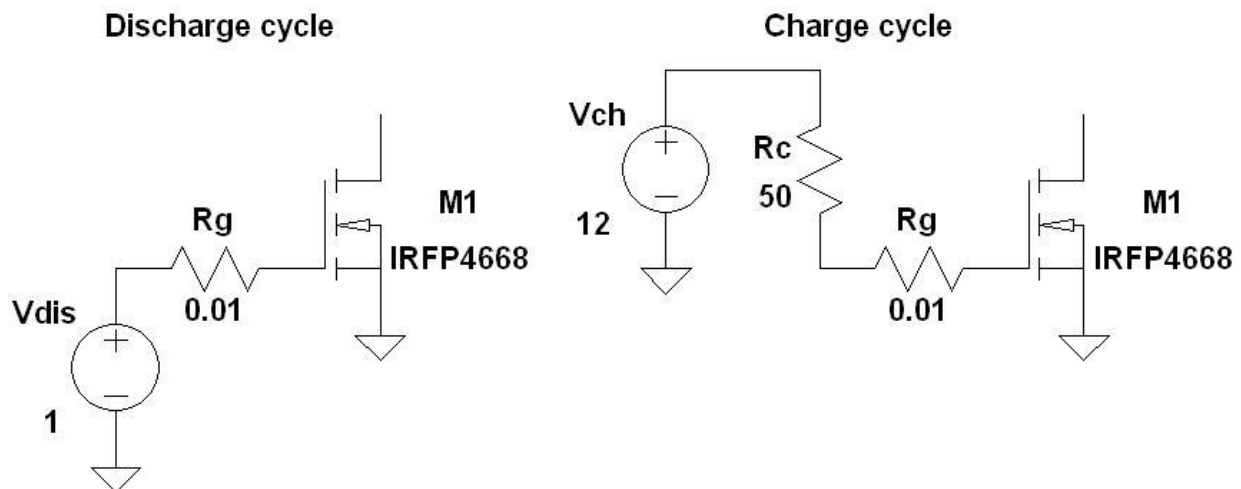 Discharge cycle
Charge cycle
Vdis
1
Rg
0.01
M1
IRFP4668
Vch
12
Rc
50
Rg
0.01
M1
IRFP4668